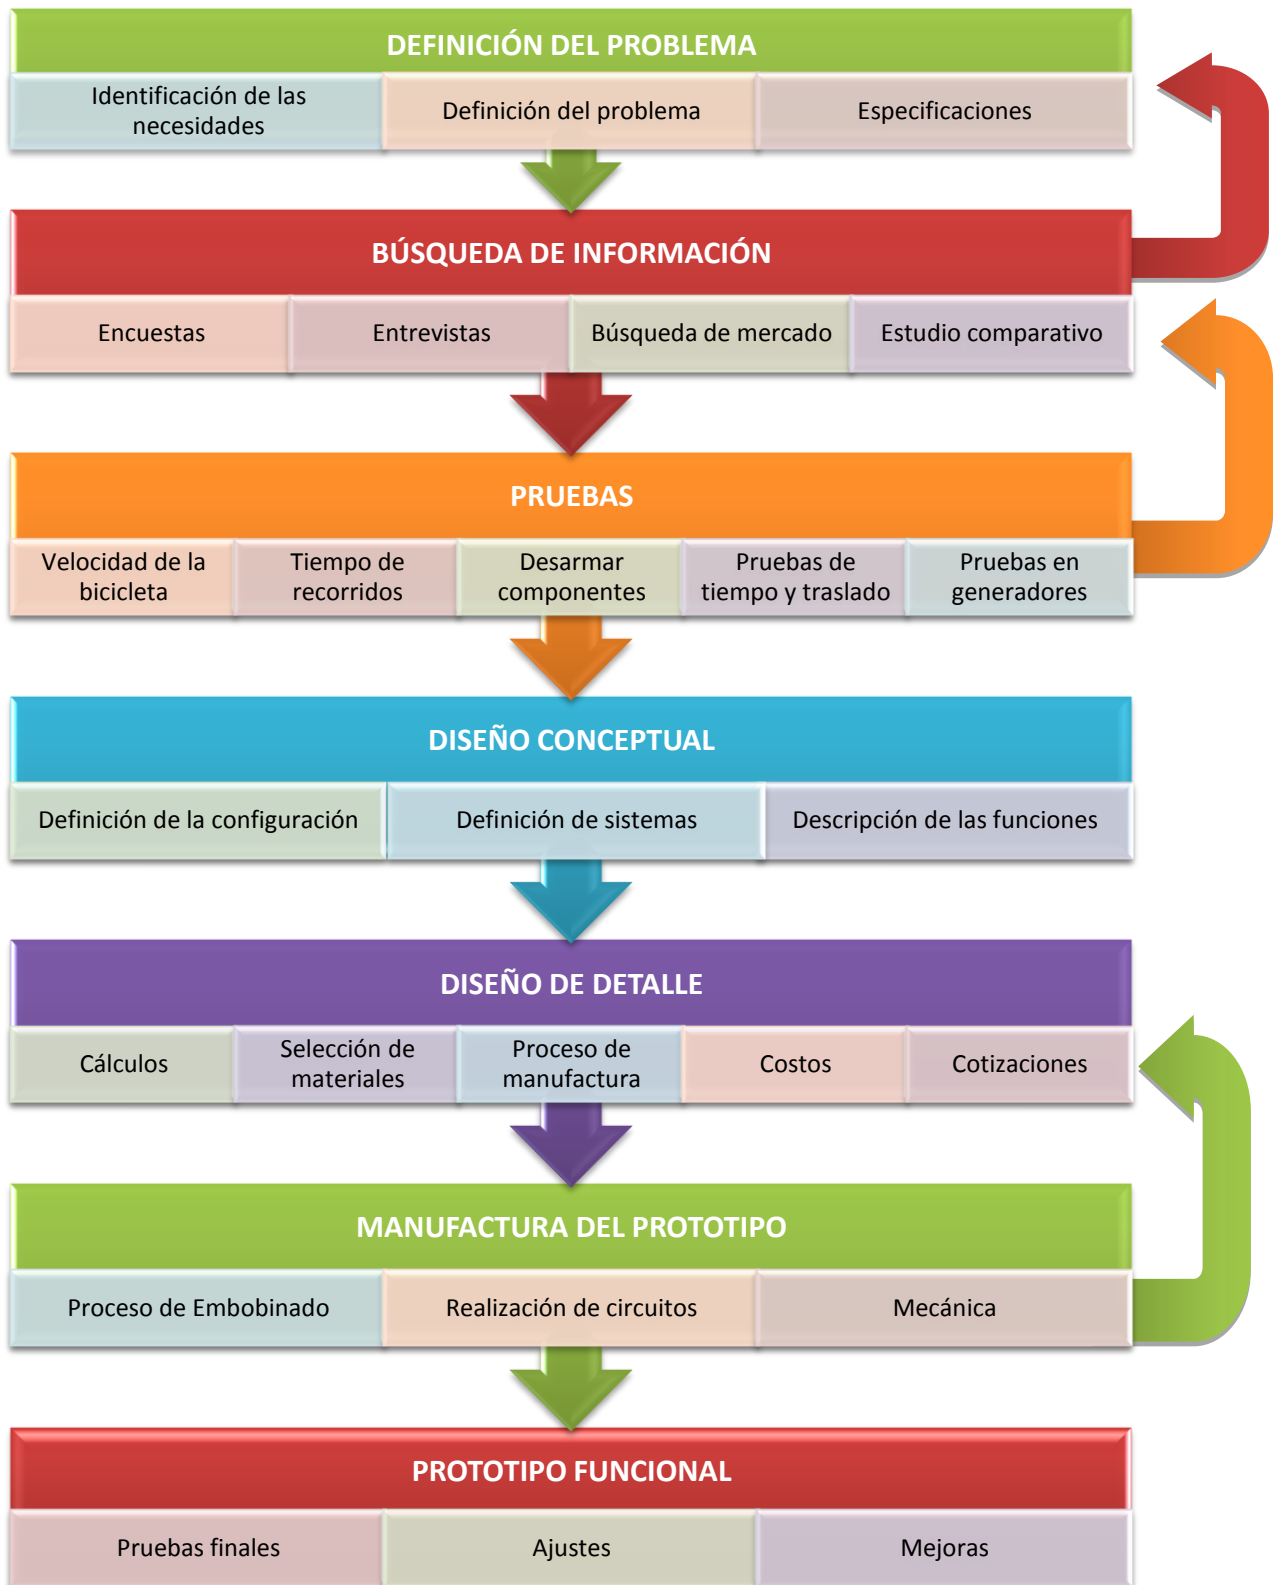 DEFINICIÓN DEL PROBLEMA
Identificación de las
necesidades
Definición del problema
Especificaciones
BÚSQUEDA DE INFORMACIÓN
Encuestas
Entrevistas
Búsqueda de mercado
Estudio comparativo
PRUEBAS
Velocidad de la
bicicleta
Tiempo de
recorridos
Desarmar
componentes
Pruebas de
tiempo y traslado
Pruebas en
generadores
DISEÑO CONCEPTUAL
Definición de la configuración
Definición de sistemas
Descripción de las funciones
DISEÑO DE DETALLE
Cálculos
Selección de
materiales
Proceso de
manufactura
Costos
Cotizaciones
MANUFACTURA DEL PROTOTIPO
Proceso de Embobinado
Realización de circuitos
Mecánica
PROTOTIPO FUNCIONAL
Pruebas finales
Ajustes
Mejoras